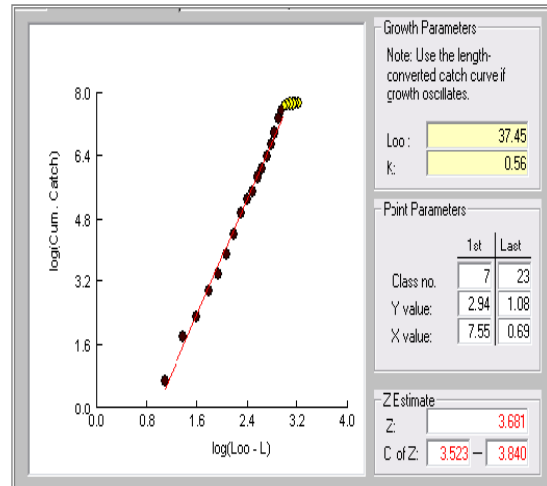 8.0
6.4
4.8
3.2
1.6
0.0
log(Cum. Catch)
0.0 0.8 1.6 2.4 3.2 4.0
log(Loo - L)
Growth Parameters
Note: Use the length-
converted catch curve if
growth oscillates.
Loo : 37.45
K: 0.56
Point Parameters
1st Last
Class no. 7 23
Y value: 2.94 1.08
X value: 7.55 0.69
Z Estimate
Z: 3.681
C of Z: 3.523 — 3.840